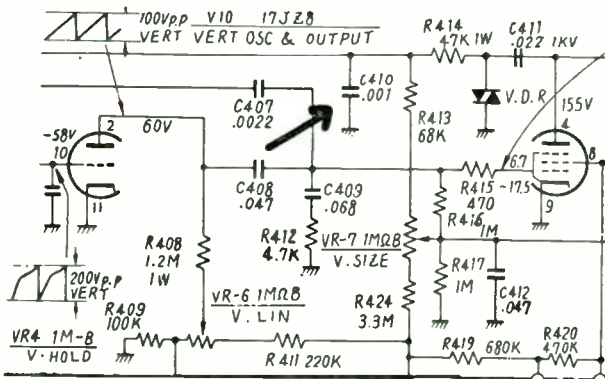 100V P.P V10 17JZ8
VERT VERT OSC & OUTPUT
R414
47K 1W
C411
.022 1KV
C410
.001
V.D.R
155V
4
C407
.0022
R413
68K
2
60V
-58V
10
11
C408
.047
C409
.068
6.7
8
R415
470
-17.5
9
R416
1M
R408
1.2M
1W
R412
4.7K
VR-7 1MΩB
V.SIZE
R417
1M
C412
.047
200V P.P
VERT
VR-6 1MΩB
V. LIN
R424
3.3M
R409
100K
VR4 1M-B
V.HOLD
R411 220K
R419 680K
R420
470K